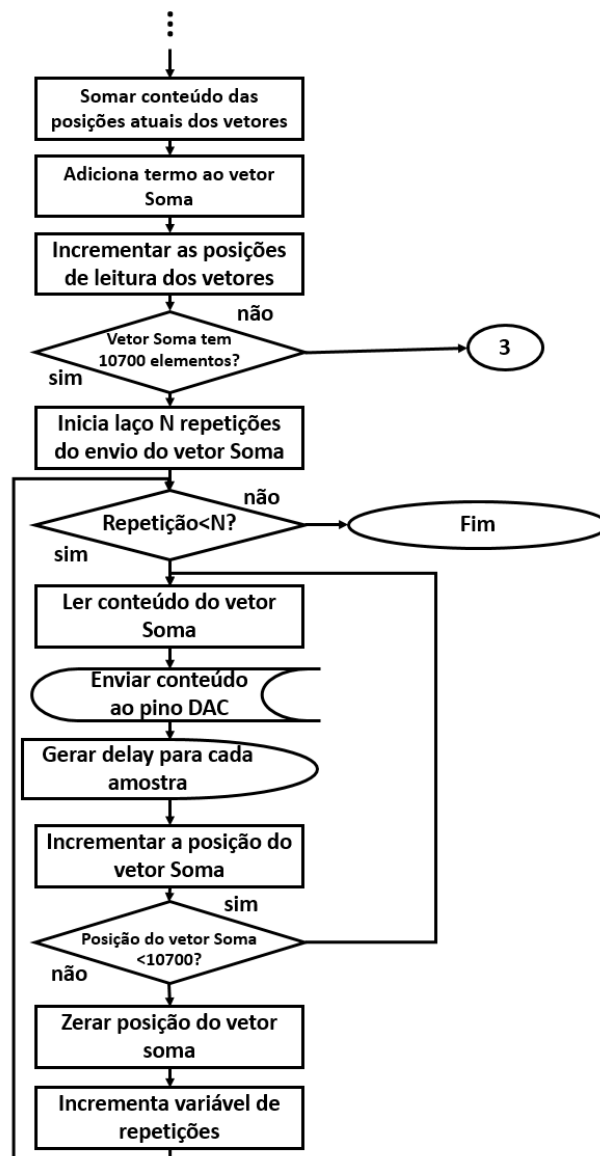 Somar conteúdo das
posições atuais dos vetores
Adiciona termo ao vetor
Soma
Incrementar as posições
de leitura dos vetores
não
Vetor Soma tem
10700 elementos?
3
sim
Inicia laço N repetições
do envio do vetor Soma
não
Repetição<N?
Fim
sim
Ler conteúdo do vetor
Soma
Enviar conteúdo
ao pino DAC
Gerar delay para cada
amostra
Incrementar a posição do
vetor Soma
sim
Posição do vetor Soma
<10700?
não
Zerar posição do vetor
soma
Incrementa variável de
repetições